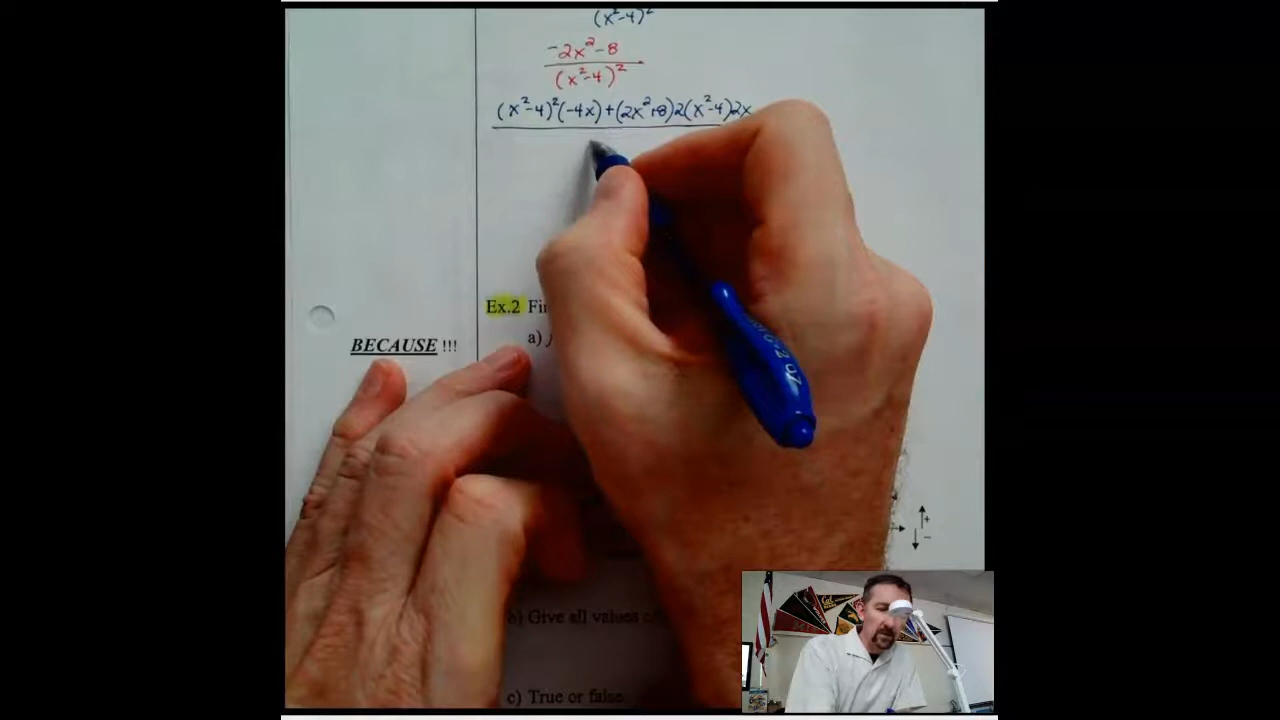 (x²-4)²
-2x²-8
(x²-4)²
(x²-4)²(-4x)+(2x²+8)2(x²-4)2x
Ex.2
a)
BECAUSE !!!
+
−
b) Give all values
c) True or false